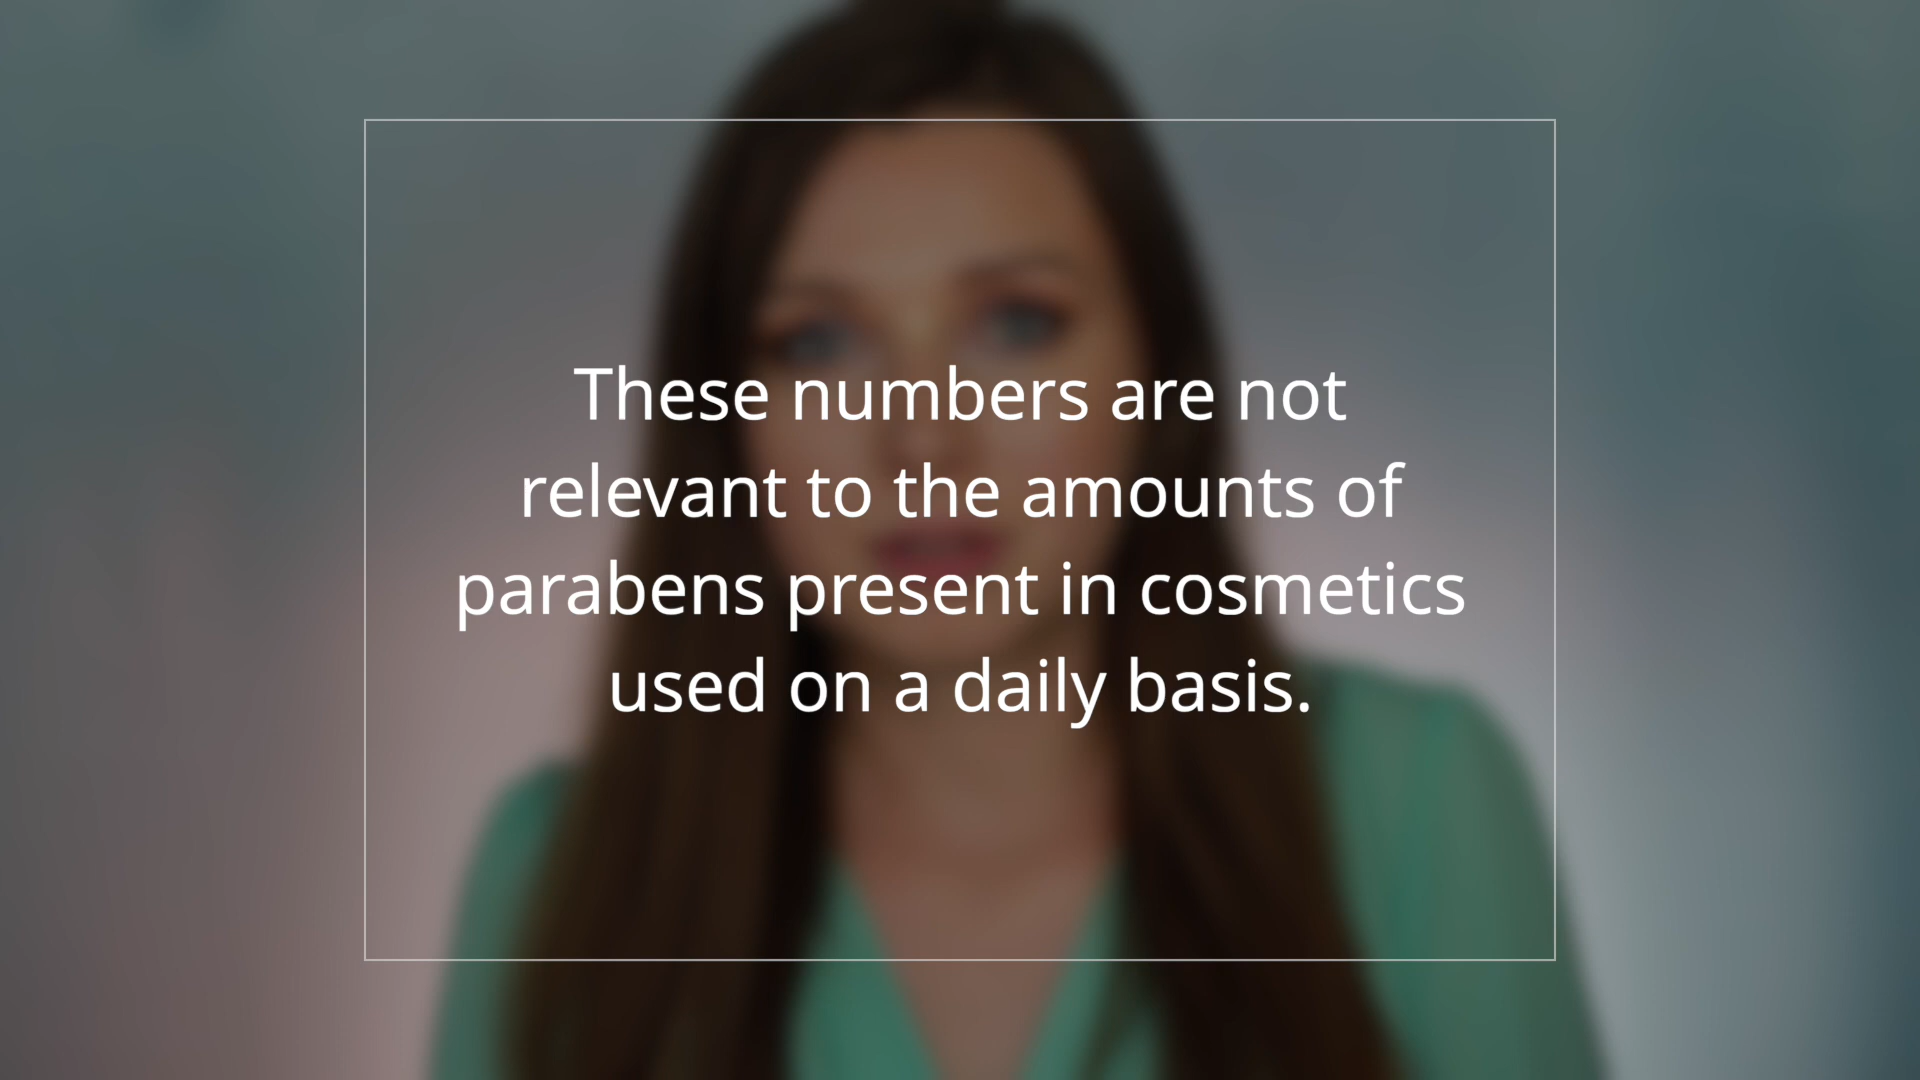 These numbers are not
relevant to the amounts of
parabens present in cosmetics
used on a daily basis.